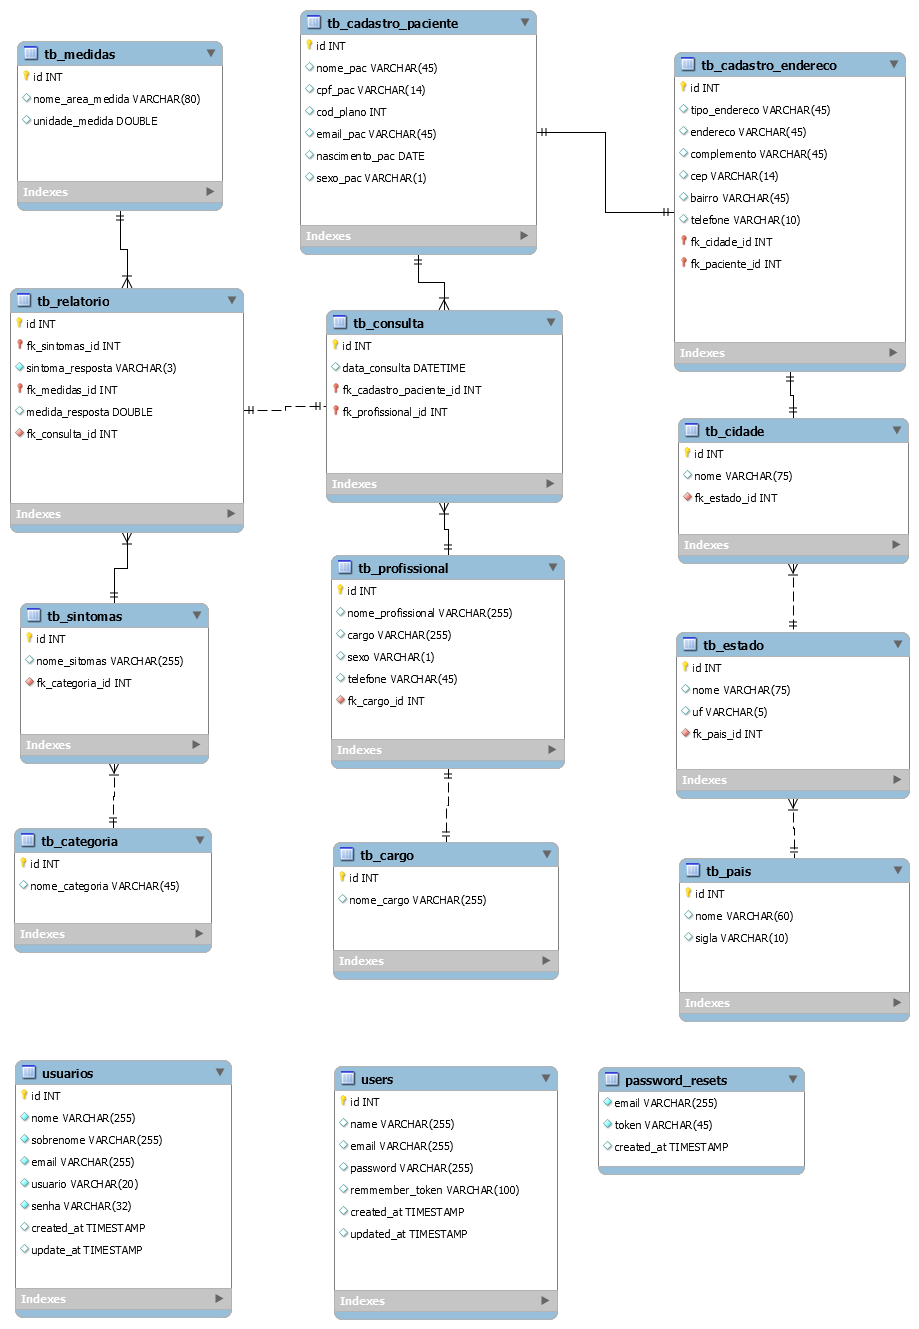 tb_medidas
id INT
nome_area_medida VARCHAR(80)
unidade_medida DOUBLE
Indexes
tb_cadastro_paciente
id INT
nome_pac VARCHAR(45)
cpf_pac VARCHAR(14)
cod_plano INT
email_pac VARCHAR(45)
nascimento_pac DATE
sexo_pac VARCHAR(1)
Indexes
tb_cadastro_endereco
id INT
tipo_endereco VARCHAR(45)
endereco VARCHAR(45)
complemento VARCHAR(45)
cep VARCHAR(14)
bairro VARCHAR(45)
telefone VARCHAR(10)
fk_cidade_id INT
fk_paciente_id INT
Indexes
tb_relatorio
id INT
fk_sintomas_id INT
sintoma_resposta VARCHAR(3)
fk_medidas_id INT
medida_resposta DOUBLE
fk_consulta_id INT
Indexes
tb_consulta
id INT
data_consulta DATETIME
fk_cadastro_paciente_id INT
fk_profissional_id INT
Indexes
tb_cidade
id INT
nome VARCHAR(75)
fk_estado_id INT
Indexes
tb_sintomas
id INT
nome_sitomas VARCHAR(255)
fk_categoria_id INT
Indexes
tb_profissional
id INT
nome_profissional VARCHAR(255)
cargo VARCHAR(255)
sexo VARCHAR(1)
telefone VARCHAR(45)
fk_cargo_id INT
Indexes
tb_estado
id INT
nome VARCHAR(75)
uf VARCHAR(5)
fk_pais_id INT
Indexes
tb_categoria
id INT
nome_categoria VARCHAR(45)
Indexes
tb_cargo
id INT
nome_cargo VARCHAR(255)
Indexes
tb_pais
id INT
nome VARCHAR(60)
sigla VARCHAR(10)
Indexes
usuarios
id INT
nome VARCHAR(255)
sobrenome VARCHAR(255)
email VARCHAR(255)
usuario VARCHAR(20)
senha VARCHAR(32)
created_at TIMESTAMP
update_at TIMESTAMP
Indexes
users
id INT
name VARCHAR(255)
email VARCHAR(255)
password VARCHAR(255)
remmember_token VARCHAR(100)
created_at TIMESTAMP
updated_at TIMESTAMP
Indexes
password_resets
email VARCHAR(255)
token VARCHAR(45)
created_at TIMESTAMP